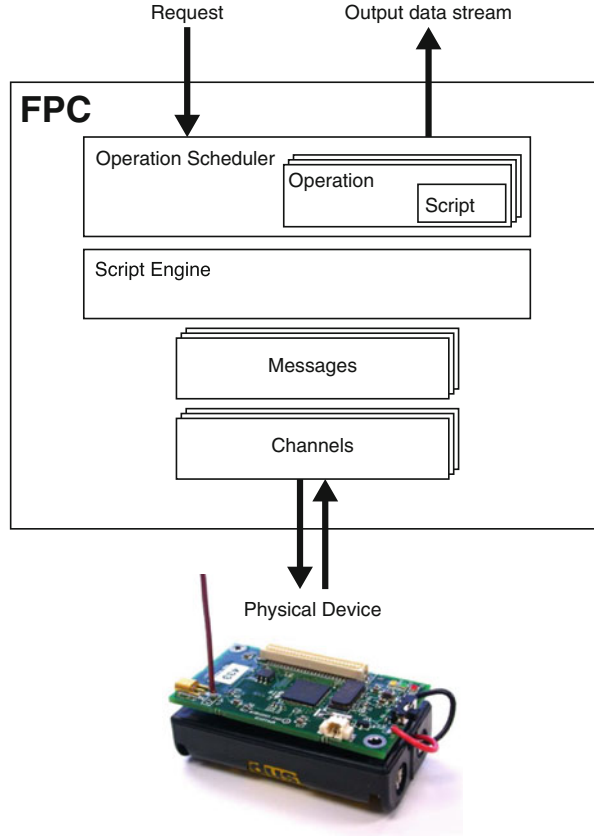 Request
Output data stream
FPC
Operation Scheduler
Operation
Script
Script Engine
Messages
Channels
Physical Device